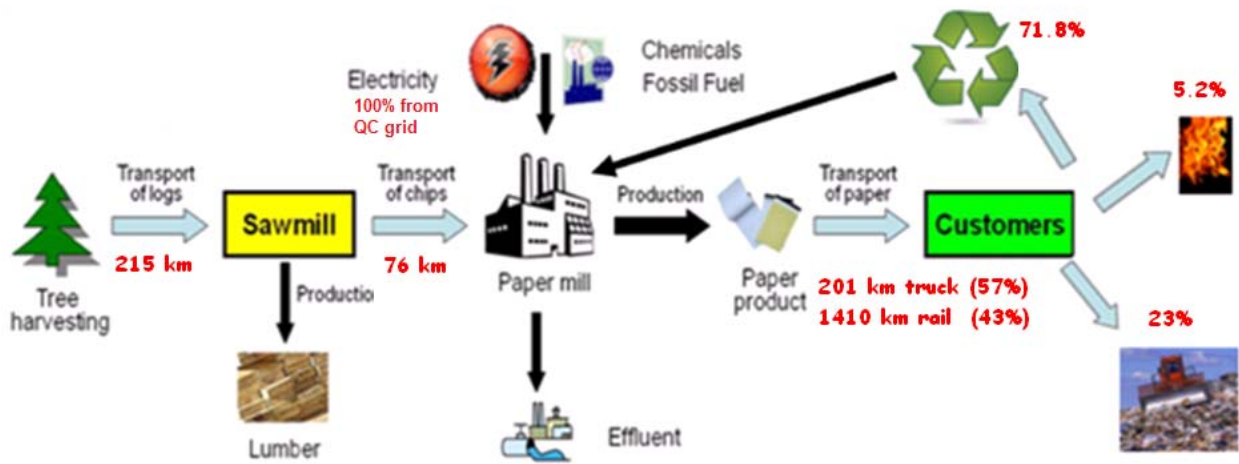 71.8%
Chemicals
Fossil Fuel
Electricity
100% from
QC grid
5.2%
Transport
of logs
Transport
of chips
Production
Transport
of paper
Sawmill
Customers
215 km
76 km
Paper mill
Paper
product
201 km truck (57%)
1410 km rail (43%)
Tree
harvesting
Productio
23%
Lumber
Effluent